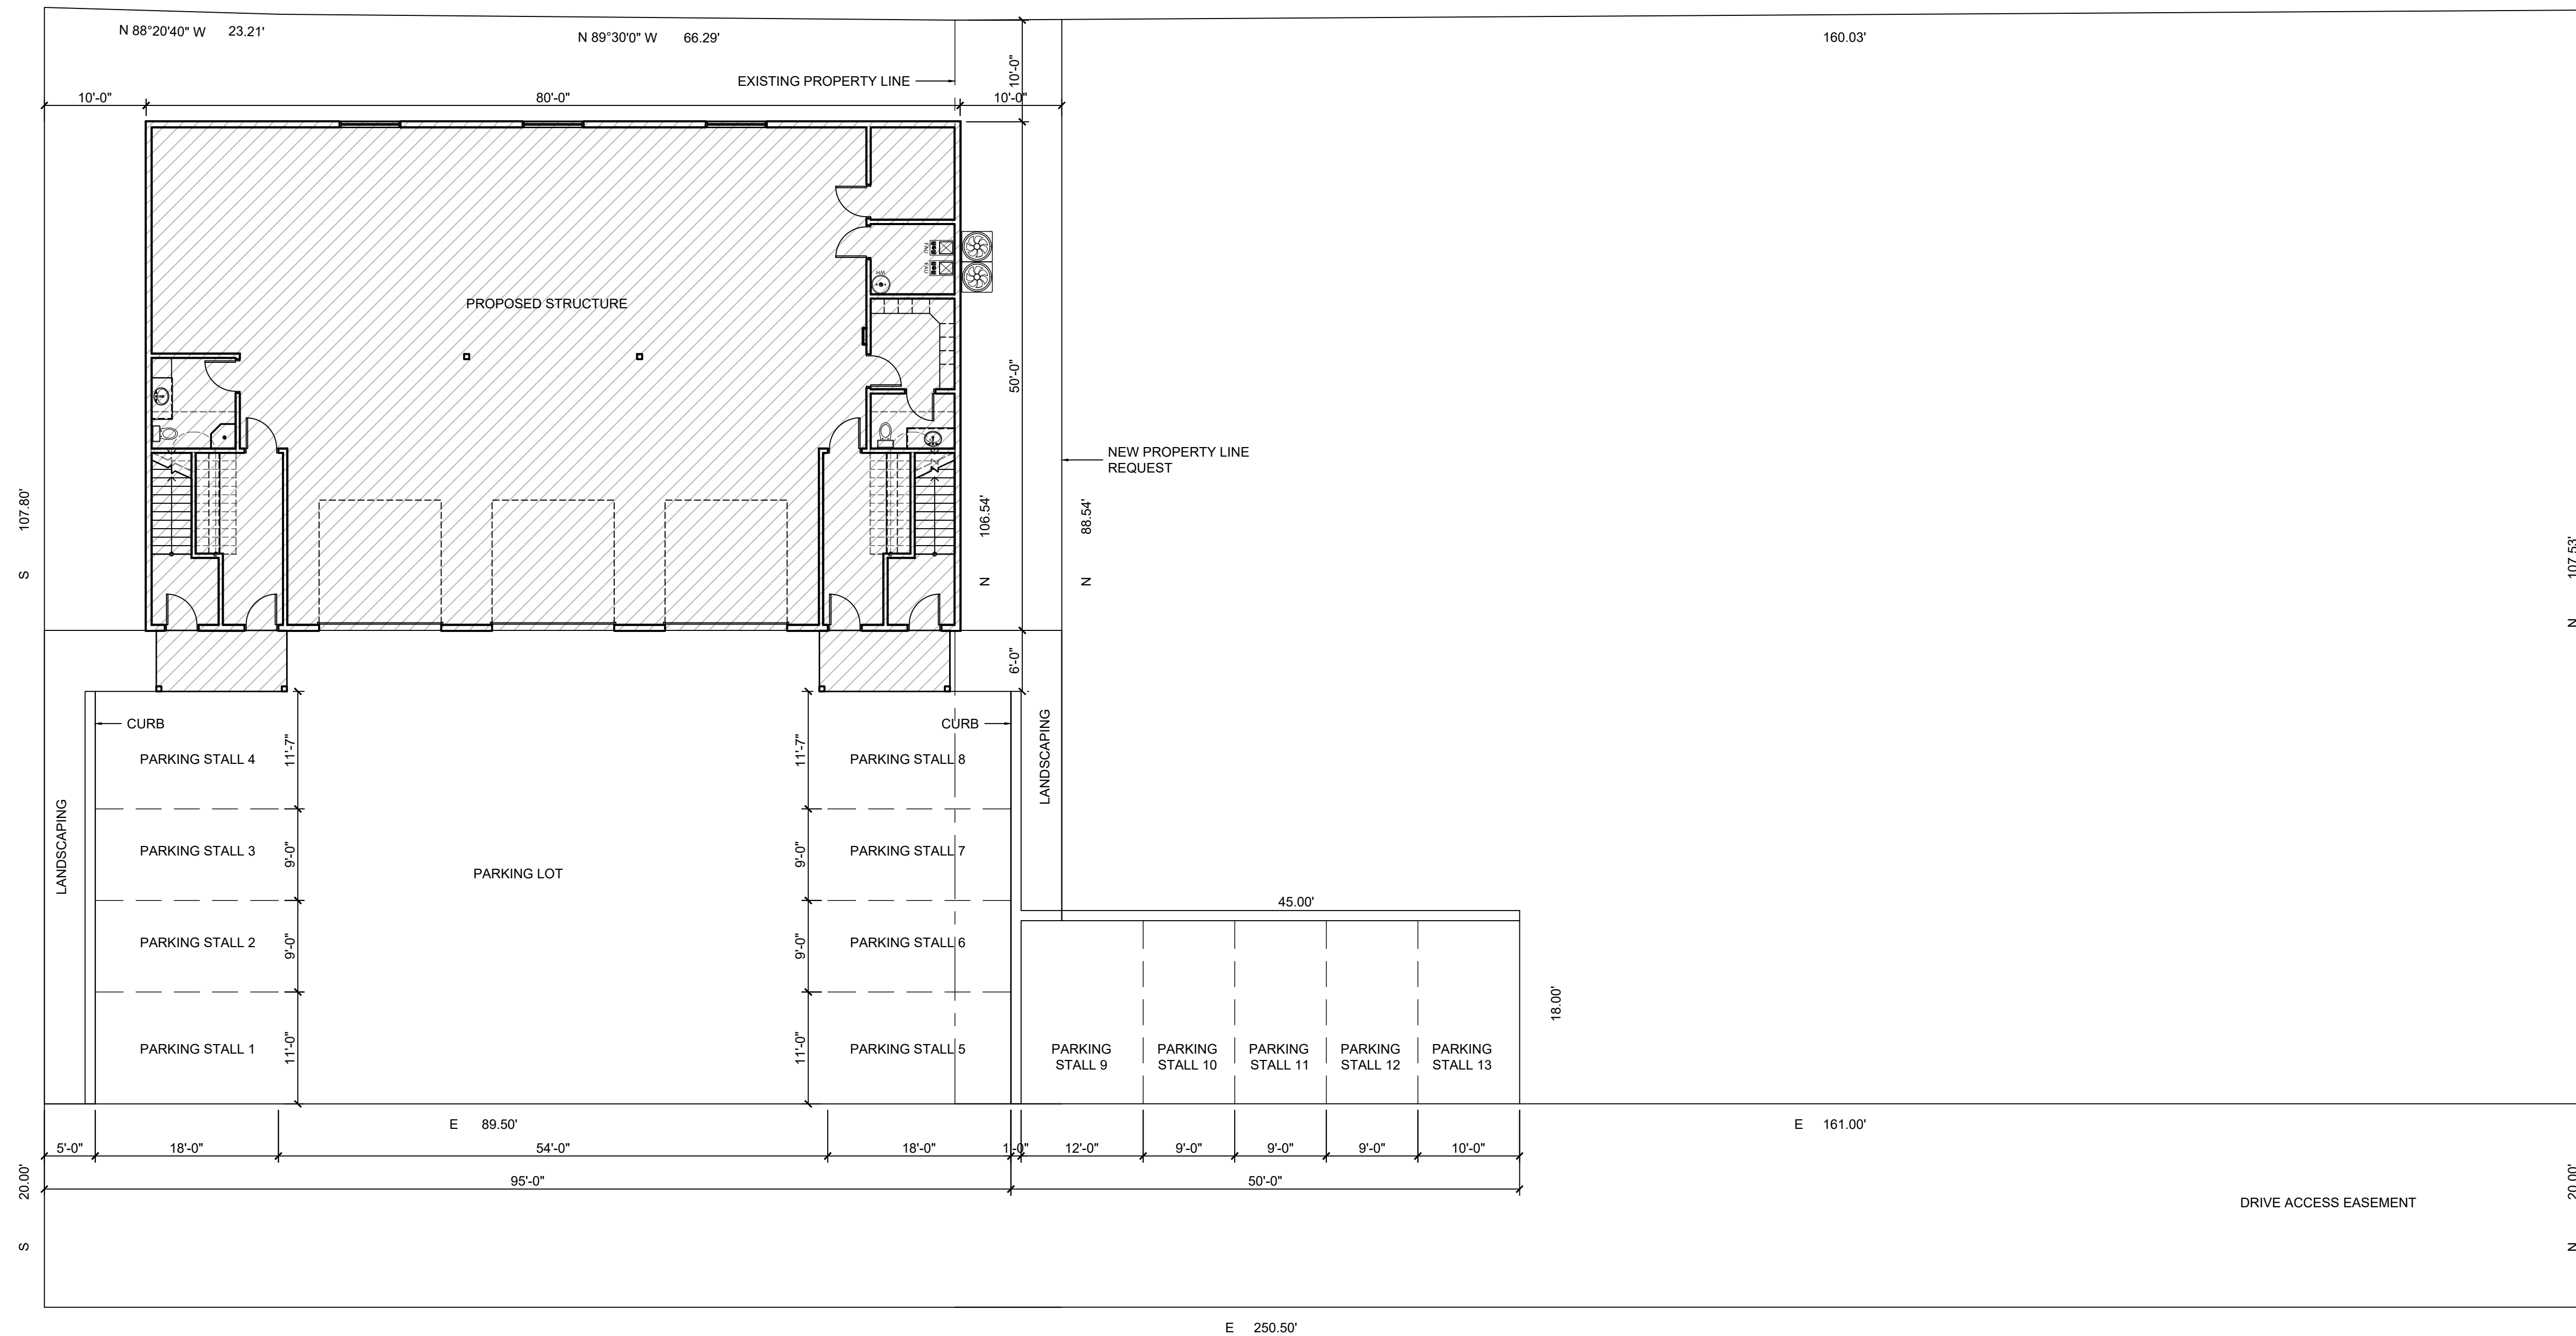 N 88°20'40" W 23.21'
N 89°30'0" W 66.29'
160.03'
EXISTING PROPERTY LINE
10'-0"
10'-0"
80'-0"
10'-0"
FAU
FAU
WH
PROPOSED STRUCTURE
50'-0"
NEW PROPERTY LINE
REQUEST
S 107.80'
N 106.54'
N 88.54'
N 107.53'
6'-0"
CURB
CURB
LANDSCAPING
LANDSCAPING
PARKING STALL 4
11'-7"
11'-7"
PARKING STALL 8
PARKING STALL 3
9'-0"
9'-0"
PARKING STALL 7
PARKING LOT
45.00'
PARKING STALL 2
9'-0"
9'-0"
PARKING STALL 6
18.00'
PARKING STALL 1
11'-0"
11'-0"
PARKING STALL 5
PARKING
STALL 9
PARKING
STALL 10
PARKING
STALL 11
PARKING
STALL 12
PARKING
STALL 13
E 89.50'
E 161.00'
5'-0"
18'-0"
54'-0"
18'-0"
1'-0"
12'-0"
9'-0"
9'-0"
9'-0"
10'-0"
95'-0"
50'-0"
S 20.00'
N 20.00'
DRIVE ACCESS EASEMENT
E 250.50'